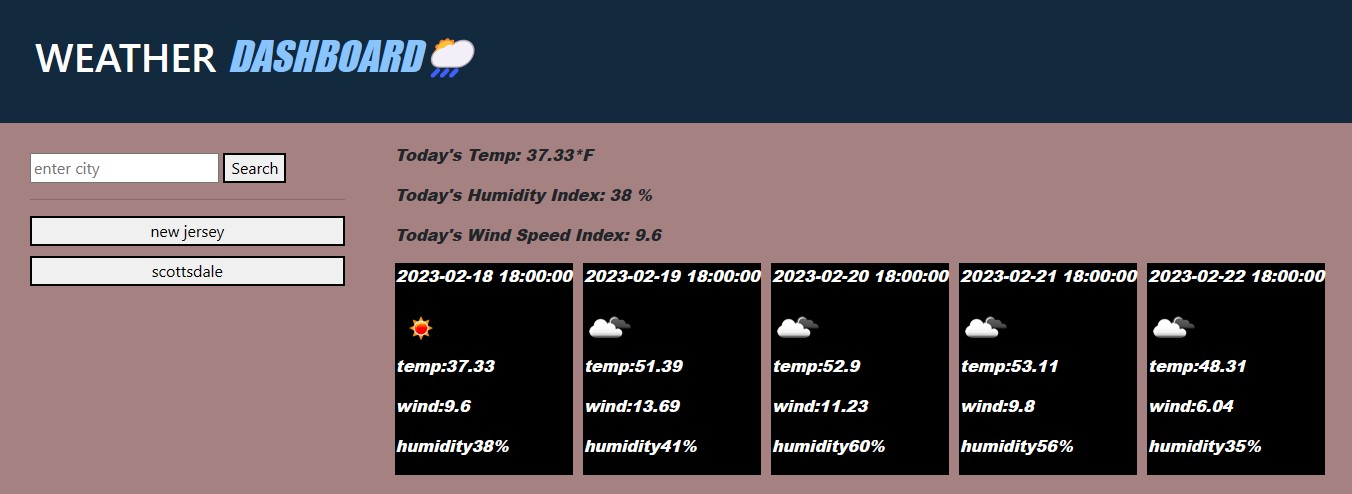 WEATHER DASHBOARD
enter city
Search
new jersey
scottsdale
Today's Temp: 37.33*F
Today's Humidity Index: 38 %
Today's Wind Speed Index: 9.6
2023-02-18 18:00:00
temp:37.33
wind:9.6
humidity38%
2023-02-19 18:00:00
temp:51.39
wind:13.69
humidity41%
2023-02-20 18:00:00
temp:52.9
wind:11.23
humidity60%
2023-02-21 18:00:00
temp:53.11
wind:9.8
humidity56%
2023-02-22 18:00:00
temp:48.31
wind:6.04
humidity35%